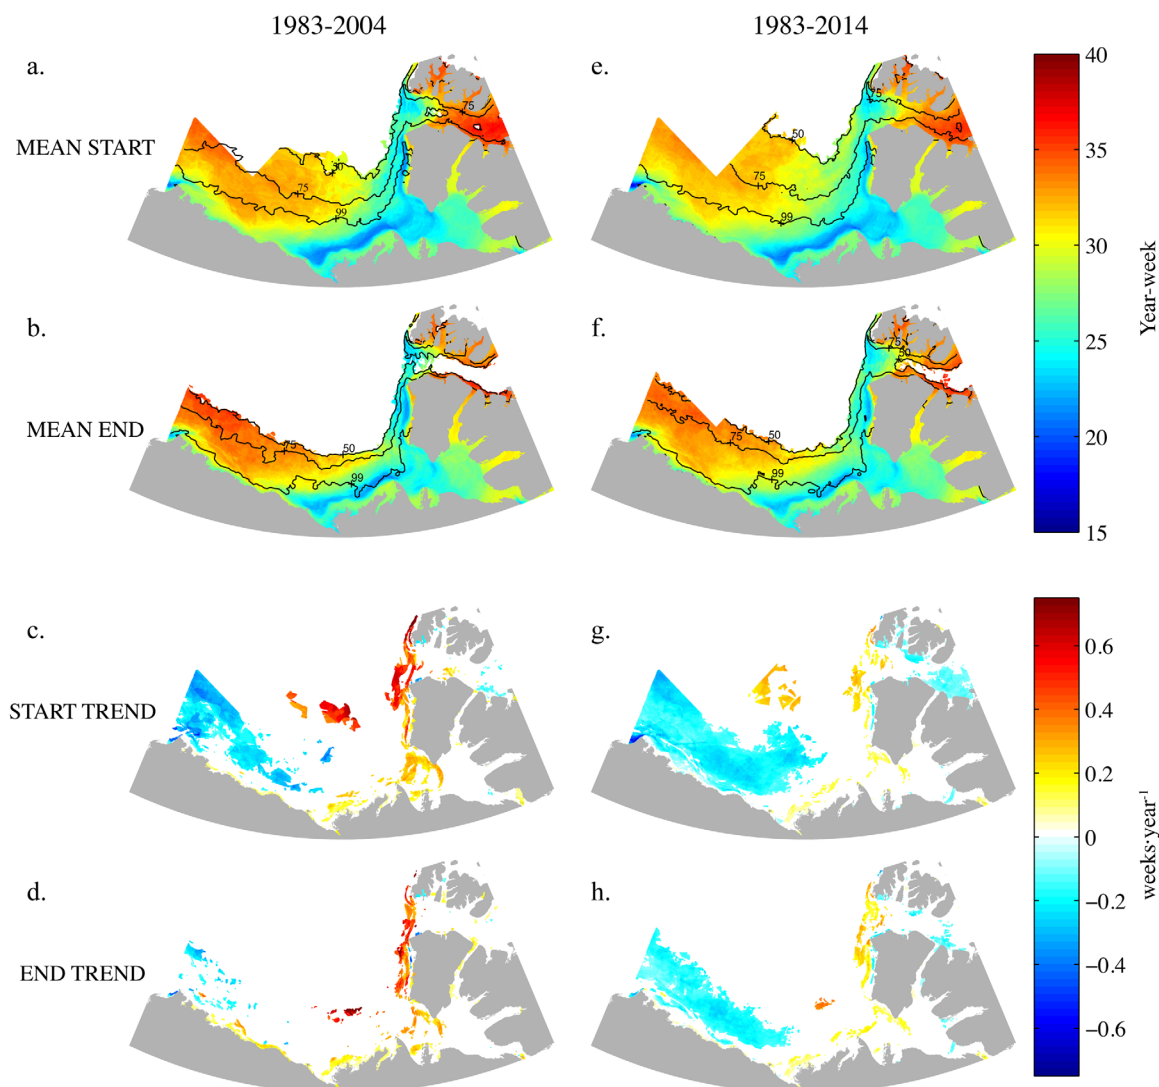 1983-2004
1983-2014
a.
e.
MEAN START
75
50
75
99
75
50
75
99
40
35
30
25
20
15
Year-week
b.
f.
MEAN END
75
50
99
75
50
75
50
99
c.
g.
START TREND
0.6
0.4
0.2
0
−0.2
−0.4
−0.6
weeks·year⁻¹
d.
h.
END TREND